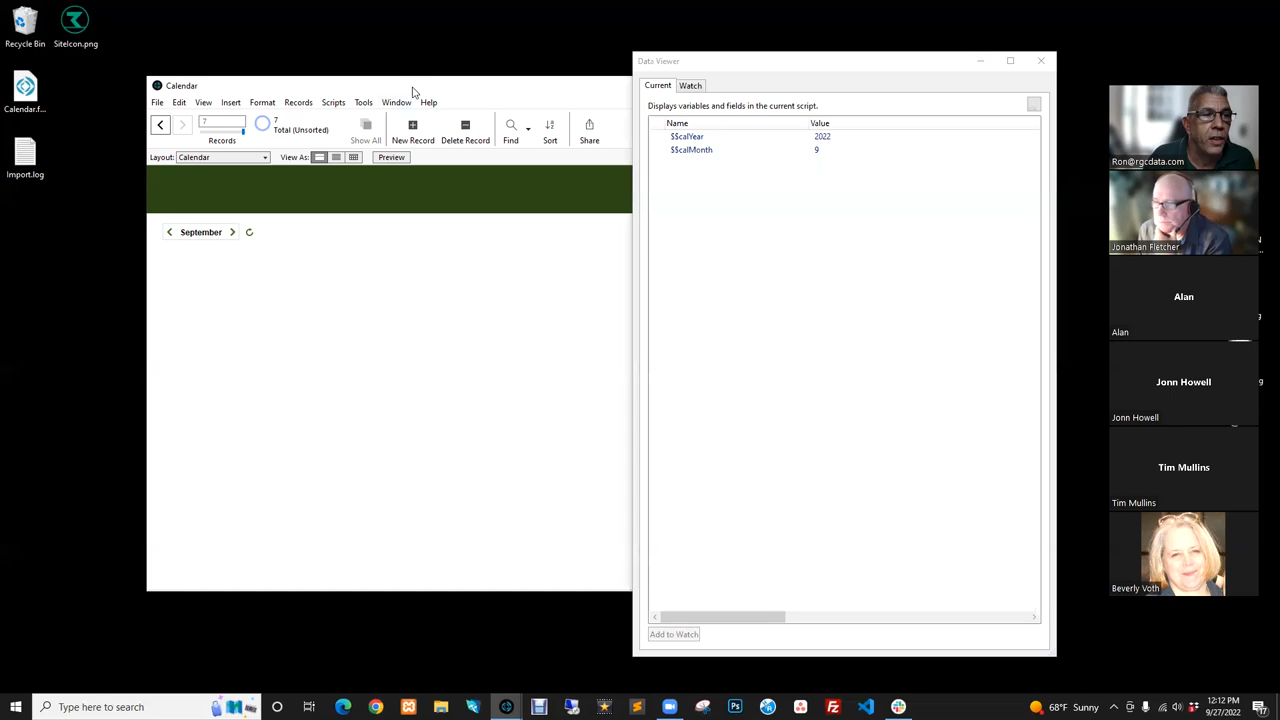 Recycle Bin
SiteIcon.png
Calendar.f...
Import.log
Calendar
File Edit View Insert Format Records Scripts Tools Window Help
7
7
Total (Unsorted)
Records
Show All
New Record
Delete Record
Find
Sort
Share
Layout: Calendar
View As:
Preview
September
Data Viewer
Current Watch
Displays variables and fields in the current script.
Name Value
$$calYear 2022
$$calMonth 9
Add to Watch
Ron@rgcdata.com
Jonathan Fletcher
Alan
Alan
Jonn Howell
Jonn Howell
Tim Mullins
Tim Mullins
Beverly Voth
Type here to search
68°F Sunny
12:12 PM
9/27/2022